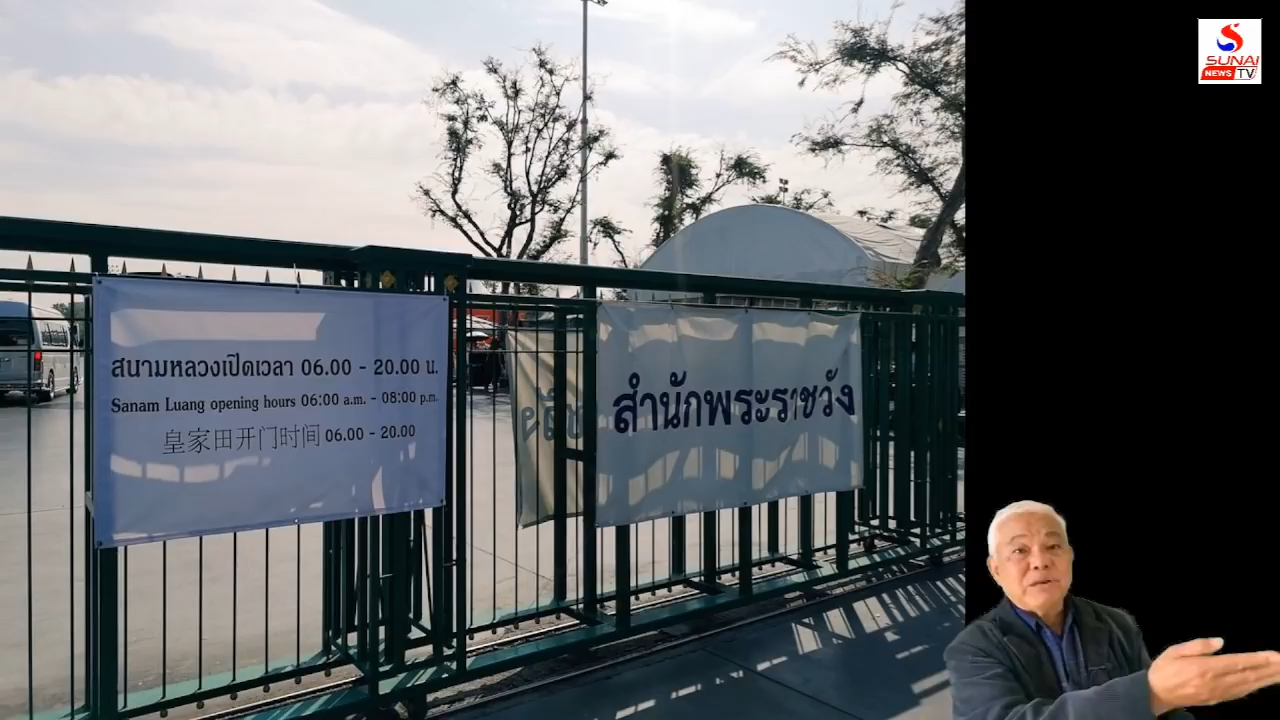 สนามหลวงเปิดเวลา 06.00 - 20.00 น.
Sanam Luang opening hours 06:00 a.m. - 08:00 p.m.
皇家田开门时间 06.00 - 20.00
สำนักพระราชวัง
SUNAI
NEWS TV